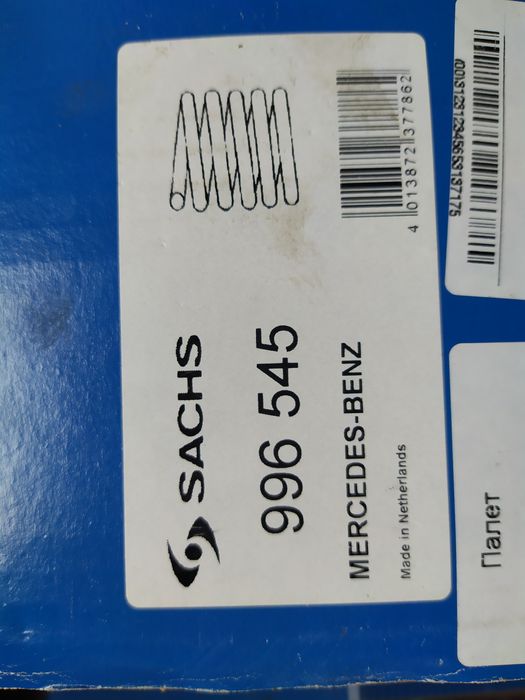 SACHS
996 545
MERCEDES-BENZ
Made in Netherlands
4 013872 377862
Палет